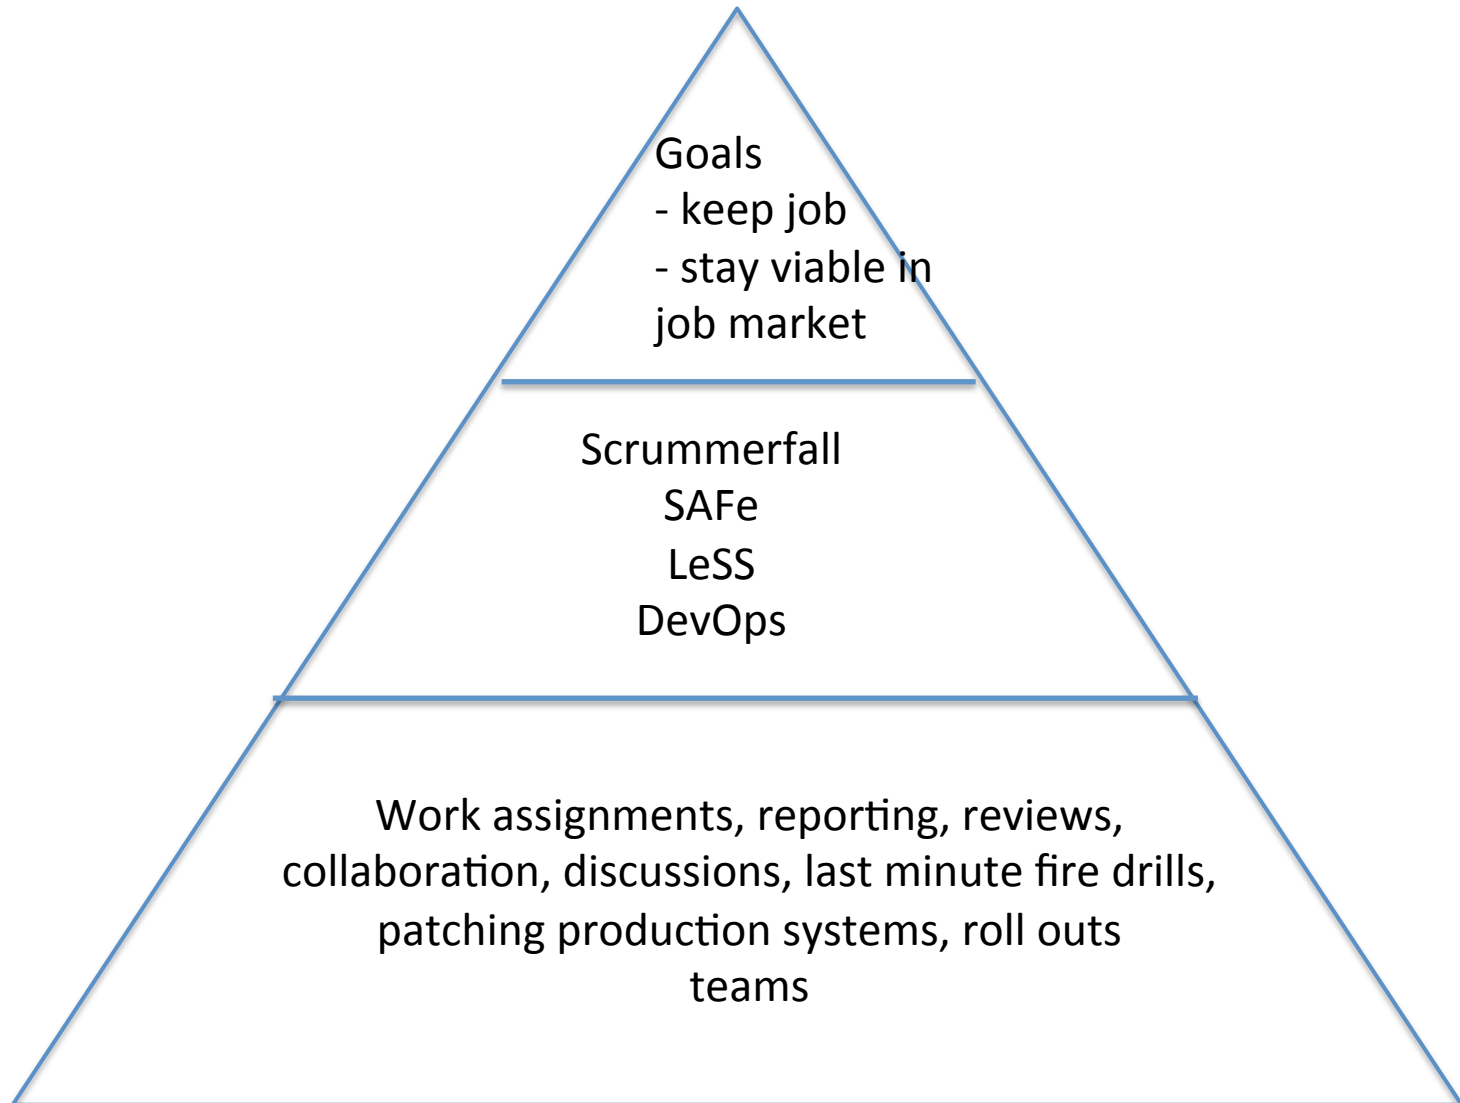 Goals
- keep job
- stay viable in
job market
Scrummerfall
SAFe
LeSS
DevOps
Work assignments, reporting, reviews,
collaboration, discussions, last minute fire drills,
patching production systems, roll outs
teams